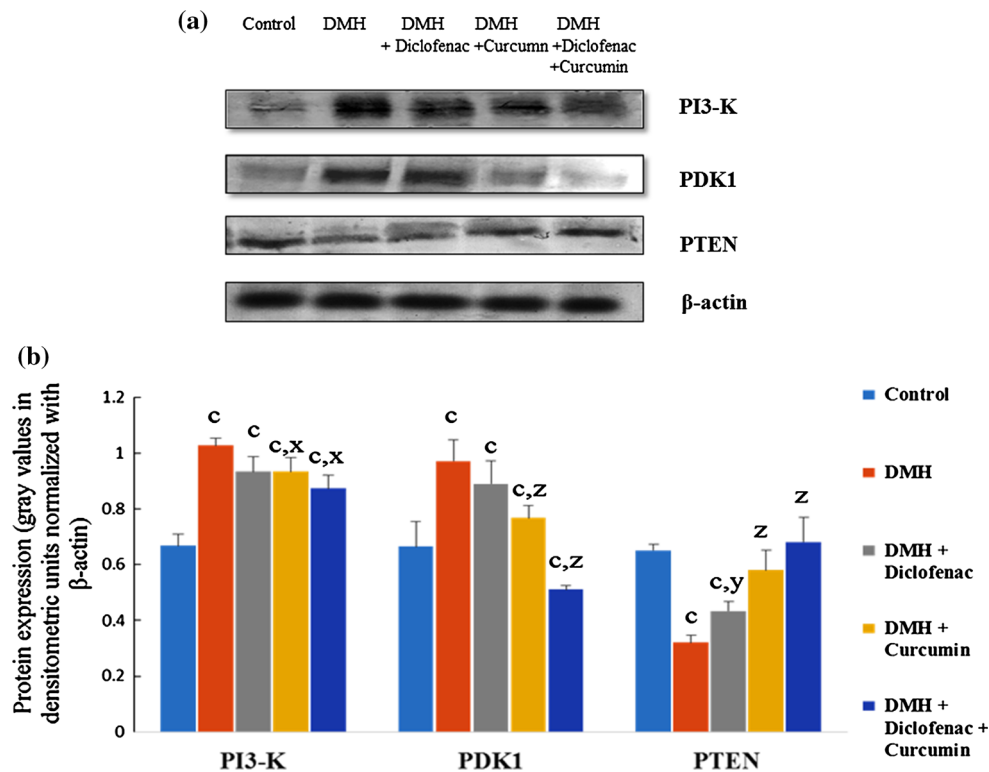 (a)
Control DMH DMH DMH DMH
+ Diclofenac +Curcumn +Diclofenac
+Curcumin
PI3-K
PDK1
PTEN
β-actin
(b)
Protein expression (gray values in
densitometric units normalized with
β-actin)
1.2
1
0.8
0.6
0.4
0.2
0
c c c,x c,x
c c c,z c,z
c c,y z z
PI3-K PDK1 PTEN
Control
DMH
DMH +
Diclofenac
DMH +
Curcumin
DMH +
Diclofenac +
Curcumin